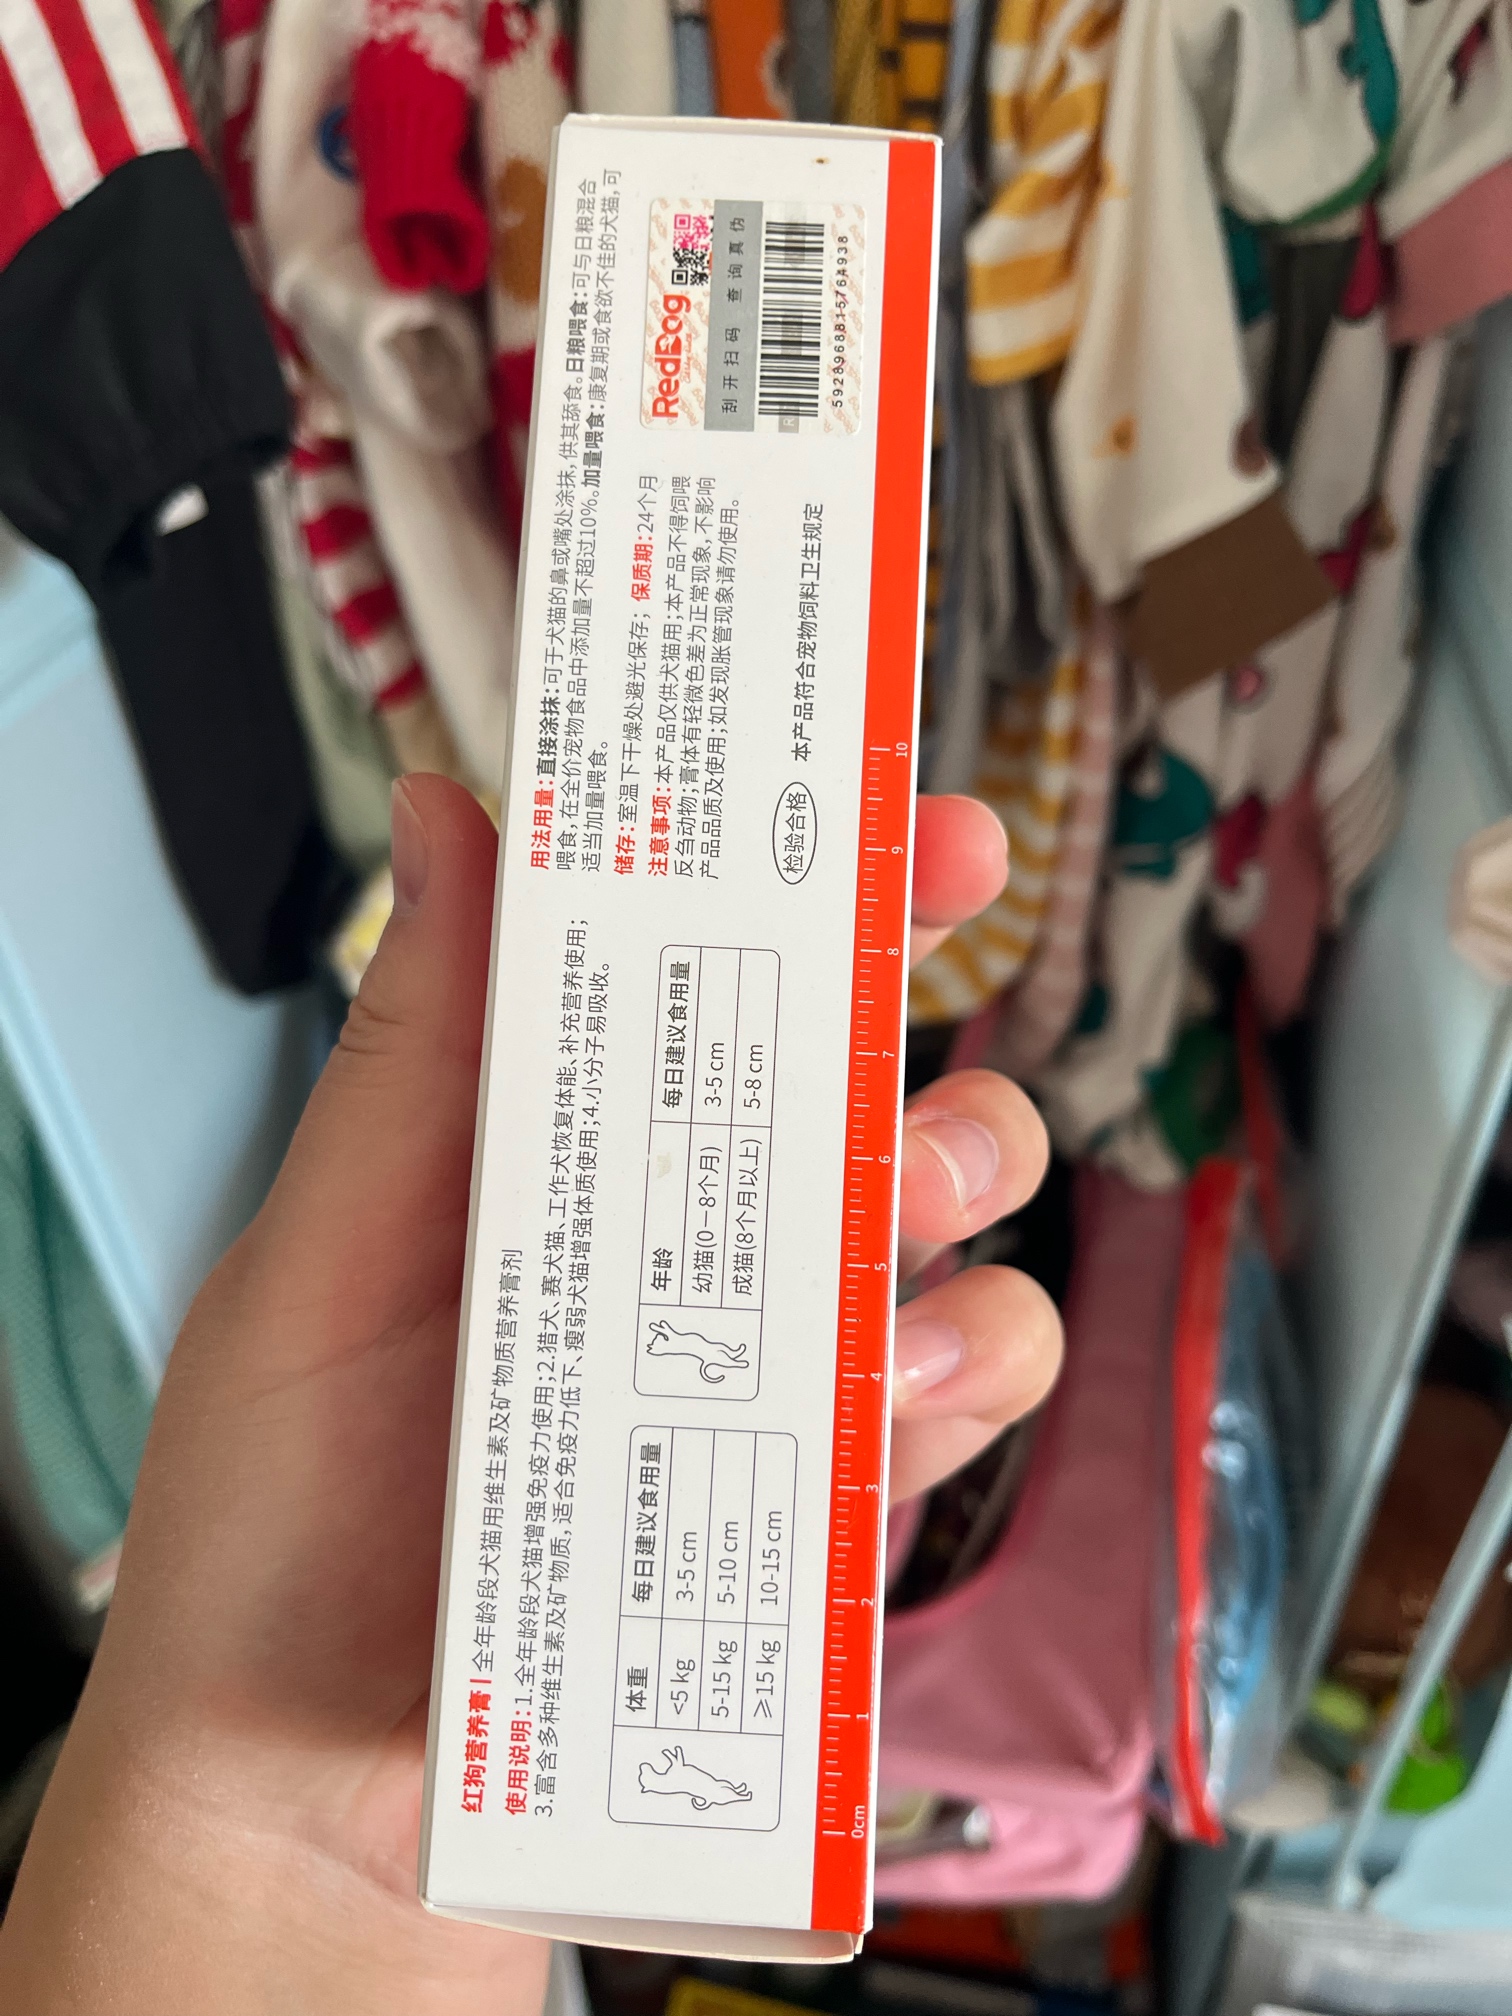 红狗营养膏 | 全年龄段犬猫用维生素及矿物质营养膏剂
使用说明:1.全年龄段犬猫增强免疫力使用;2.猎犬、赛犬猫、工作犬恢复体能、补充营养使用;
3.富含多种维生素及矿物质,适合免疫力低下、瘦弱犬猫增强体质使用;4.小分子易吸收。
体重 每日建议食用量
<5 kg 3-5 cm
5-15 kg 5-10 cm
≥15 kg 10-15 cm
年龄 每日建议食用量
幼猫(0-8个月) 3-5 cm
成猫(8个月以上) 5-8 cm
用法用量:直接涂抹:可于犬猫的鼻或嘴处涂抹,供其舔食。日粮喂食:可与日粮混合
喂食,在全价宠物食品中添加量不超过10%。加量喂食:康复期或食欲不佳的犬猫,可
适当加量喂食。
储存:室温下干燥处避光保存; 保质期:24个月
注意事项:本产品仅供犬猫用;本产品不得饲喂
反刍动物;膏体有轻微色差为正常现象,不影响
产品品质及使用;如发现胀管现象请勿使用。
检验合格 本产品符合宠物饲料卫生规定
RedDog
刮开扫码 查询真伪
5928968815764938
0cm 1 2 3 4 5 6 7 8 9 10